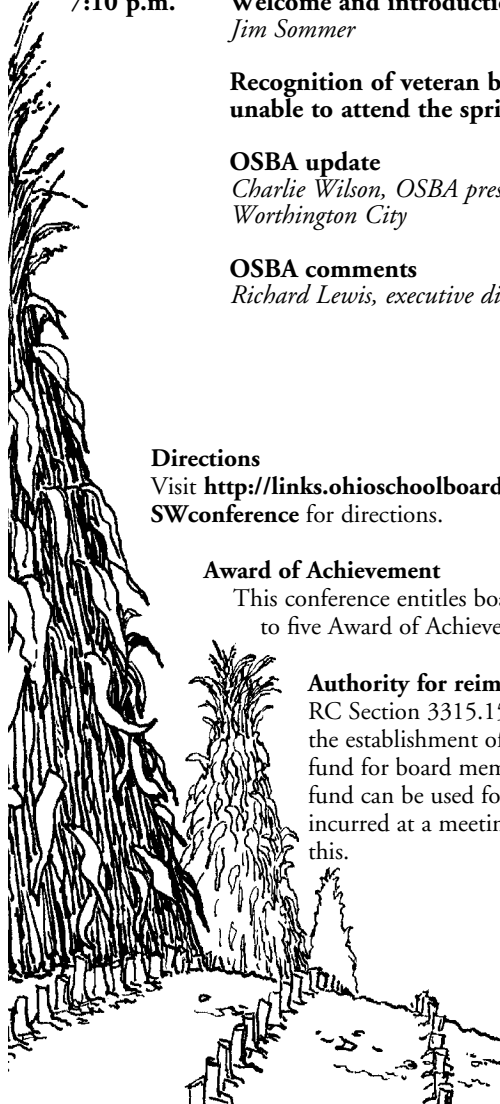 7:10 p.m. Welcome and introductio
Jim Sommer
Recognition of veteran b
unable to attend the spri
OSBA update
Charlie Wilson, OSBA pres
Worthington City
OSBA comments
Richard Lewis, executive di
Directions
Visit http://links.ohioschoolboard
SWconference for directions.
Award of Achievement
This conference entitles boa
to five Award of Achieve
Authority for reim
RC Section 3315.15
the establishment of
fund for board mem
fund can be used fo
incurred at a meetin
this.